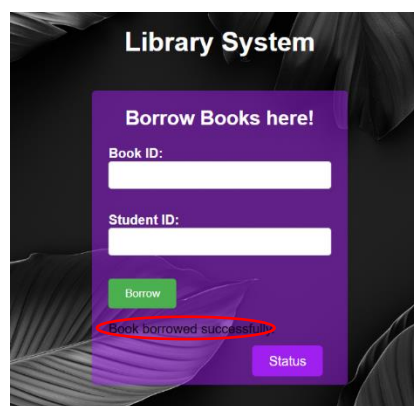 Library System
Borrow Books here!
Book ID:
Student ID:
Borrow
Book borrowed successfully.
Status